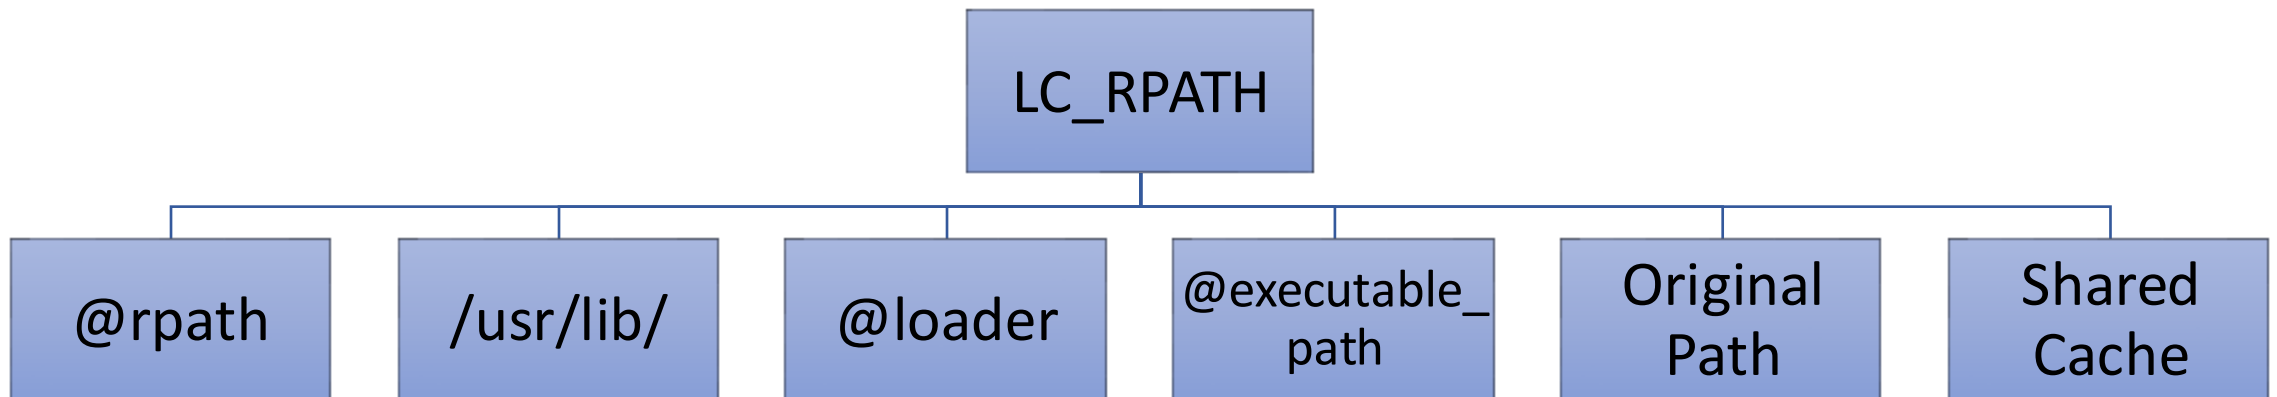 LC_RPATH
@rpath
/usr/lib/
@loader
@executable_
path
Original
Path
Shared
Cache